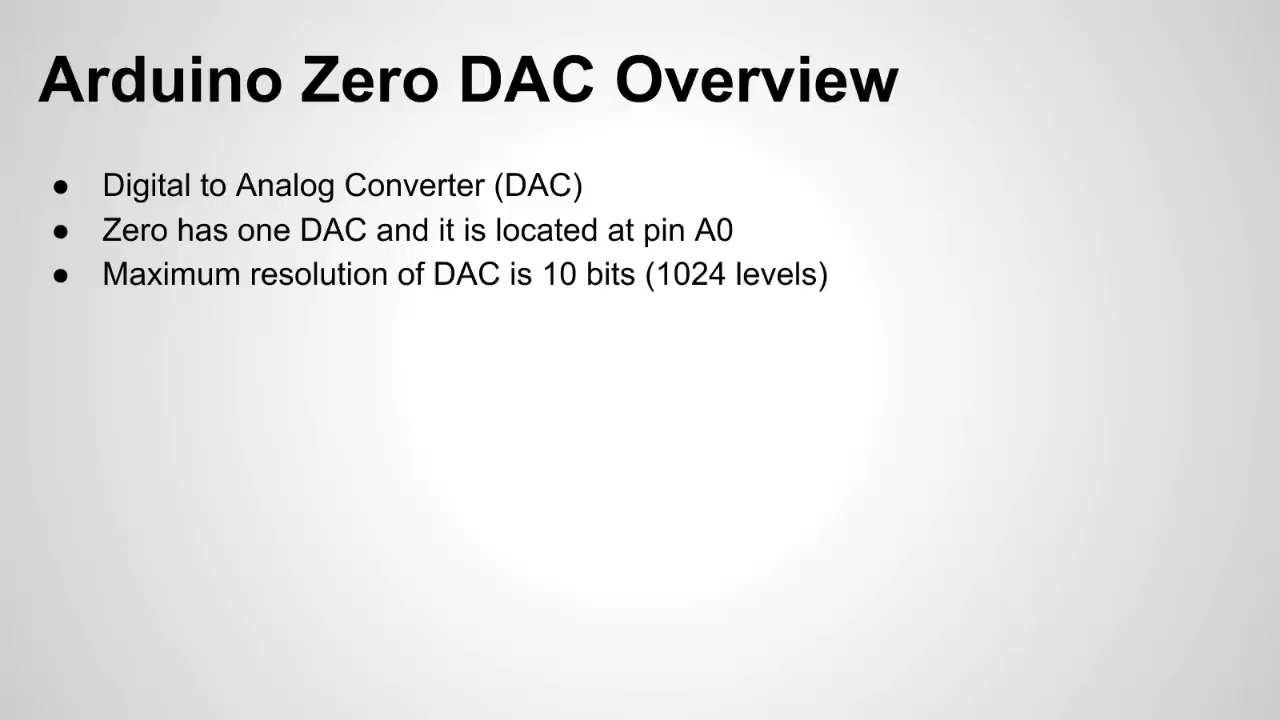 Arduino Zero DAC Overview
● Digital to Analog Converter (DAC)
● Zero has one DAC and it is located at pin A0
● Maximum resolution of DAC is 10 bits (1024 levels)